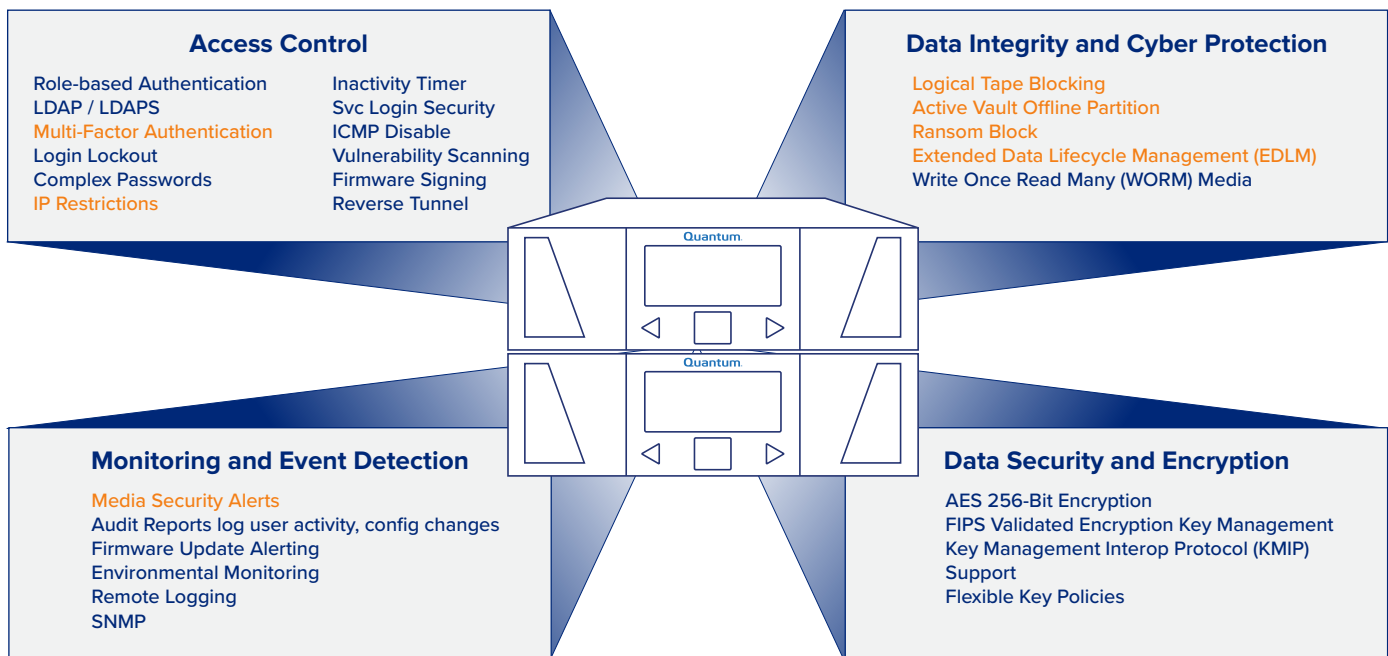 Access Control
Role-based Authentication
LDAP / LDAPS
Multi-Factor Authentication
Login Lockout
Complex Passwords
IP Restrictions
Inactivity Timer
Svc Login Security
ICMP Disable
Vulnerability Scanning
Firmware Signing
Reverse Tunnel
Data Integrity and Cyber Protection
Logical Tape Blocking
Active Vault Offline Partition
Ransom Block
Extended Data Lifecycle Management (EDLM)
Write Once Read Many (WORM) Media
Quantum
Quantum
Monitoring and Event Detection
Media Security Alerts
Audit Reports log user activity, config changes
Firmware Update Alerting
Environmental Monitoring
Remote Logging
SNMP
Data Security and Encryption
AES 256-Bit Encryption
FIPS Validated Encryption Key Management
Key Management Interop Protocol (KMIP)
Support
Flexible Key Policies